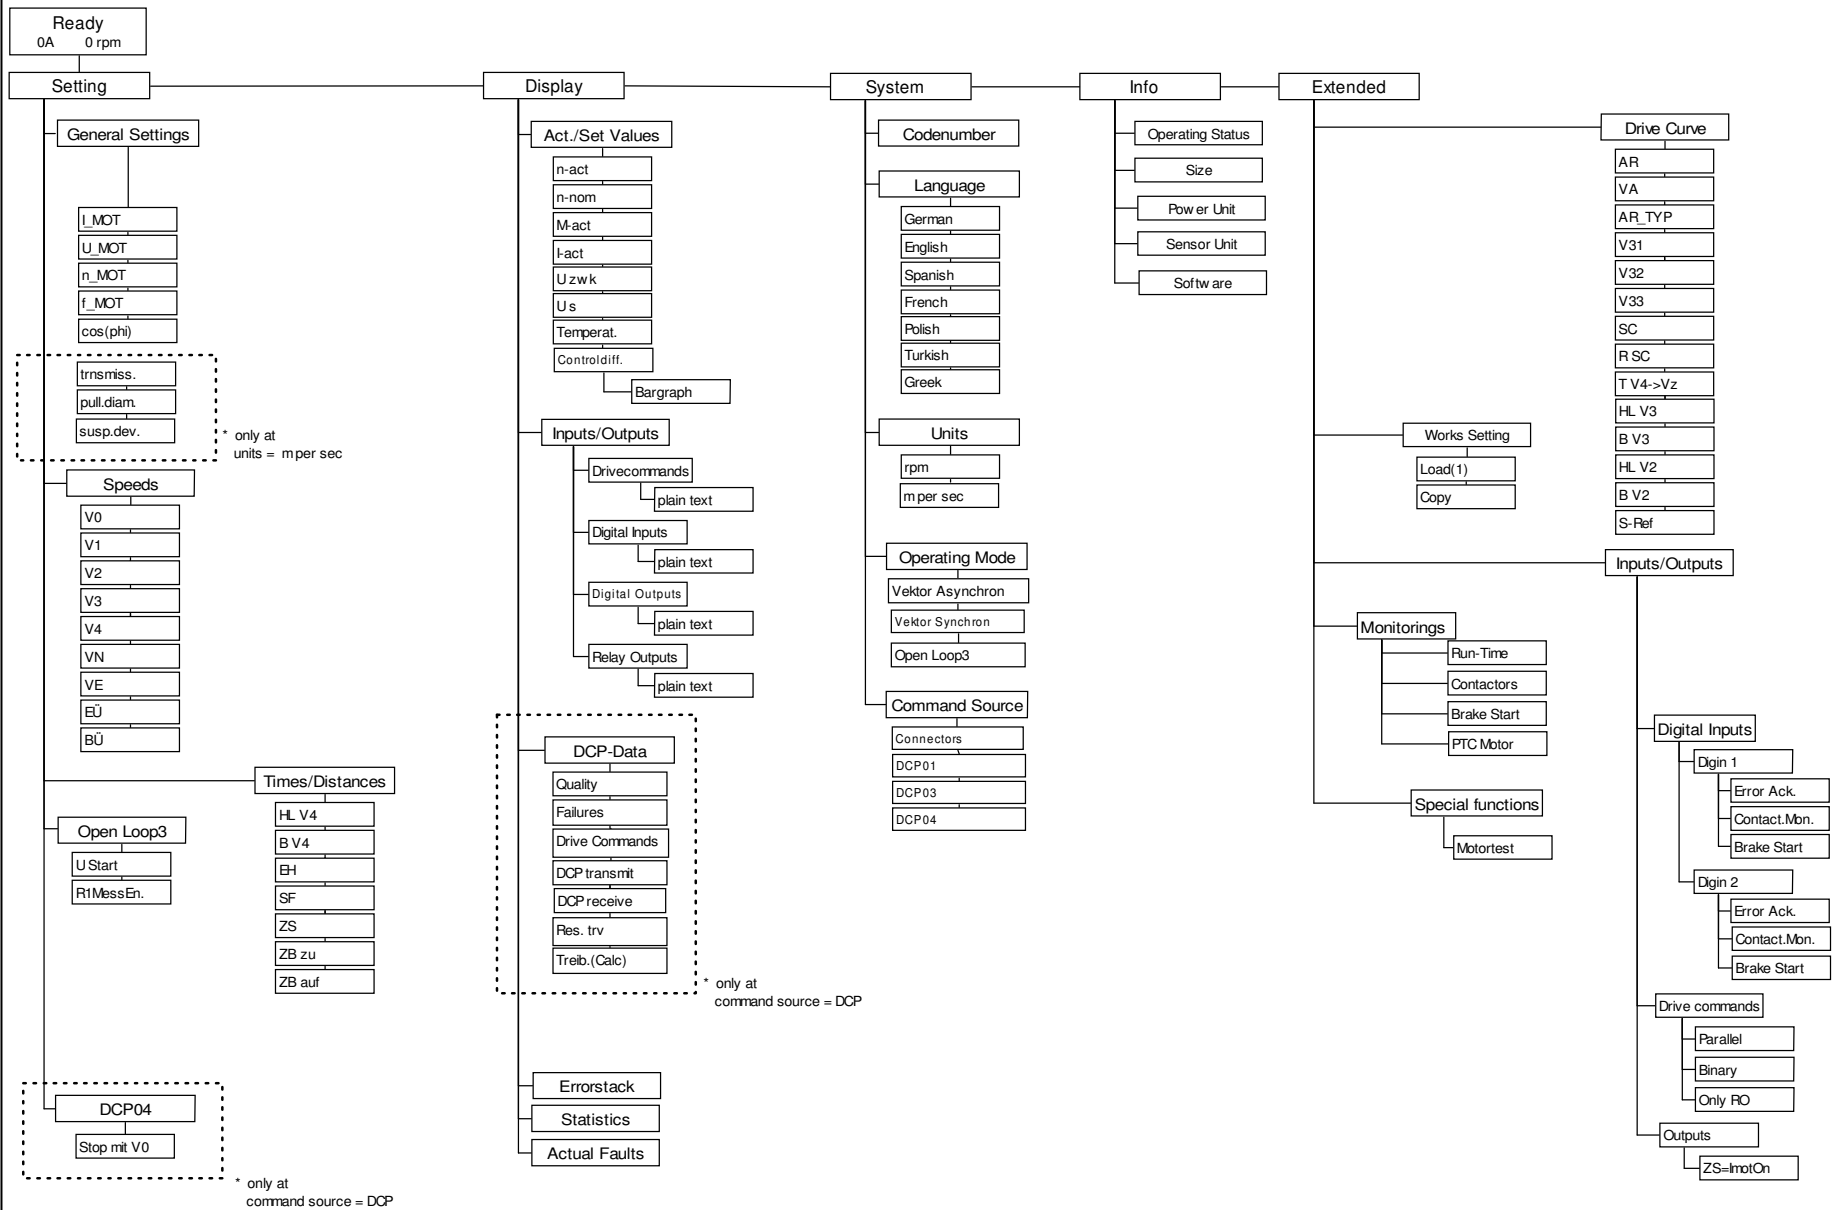 Ready
0A 0 rpm
Setting
General Settings
I_MOT
U_MOT
n_MOT
f_MOT
cos(phi)
trnsmiss.
pull.diam.
susp.dev.
* only at
units = m per sec
Speeds
V0
V1
V2
V3
V4
VN
VE
EÜ
BÜ
Times/Distances
HL V4
B V4
EH
SF
ZS
ZB zu
ZB auf
Open Loop3
U Start
R1MessEn.
DCP04
Stop mit V0
* only at
command source = DCP
Display
Act./Set Values
n-act
n-nom
M-act
I-act
Uzwk
Us
Temperat.
Controldiff.
Bargraph
Inputs/Outputs
Drivecommands
plain text
Digital Inputs
plain text
Digital Outputs
plain text
Relay Outputs
plain text
DCP-Data
Quality
Failures
Drive Commands
DCP transmit
DCP receive
Res. trv
Treib.(Calc)
* only at
command source = DCP
Errorstack
Statistics
Actual Faults
System
Codenumber
Language
German
English
Spanish
French
Polish
Turkish
Greek
Units
rpm
m per sec
Operating Mode
Vektor Asynchron
Vektor Synchron
Open Loop3
Command Source
Connectors
DCP01
DCP03
DCP04
Info
Operating Status
Size
Power Unit
Sensor Unit
Software
Extended
Drive Curve
AR
VA
AR_TYP
V31
V32
V33
SC
R SC
T V4->Vz
HL V3
B V3
HL V2
B V2
S-Ref
Works Setting
Load(1)
Copy
Inputs/Outputs
Digital Inputs
Digin 1
Error Ack.
Contact.Mon.
Brake Start
Digin 2
Error Ack.
Contact.Mon.
Brake Start
Drive commands
Parallel
Binary
Only RO
Outputs
ZS=ImotOn
Monitorings
Run-Time
Contactors
Brake Start
PTC Motor
Special functions
Motortest